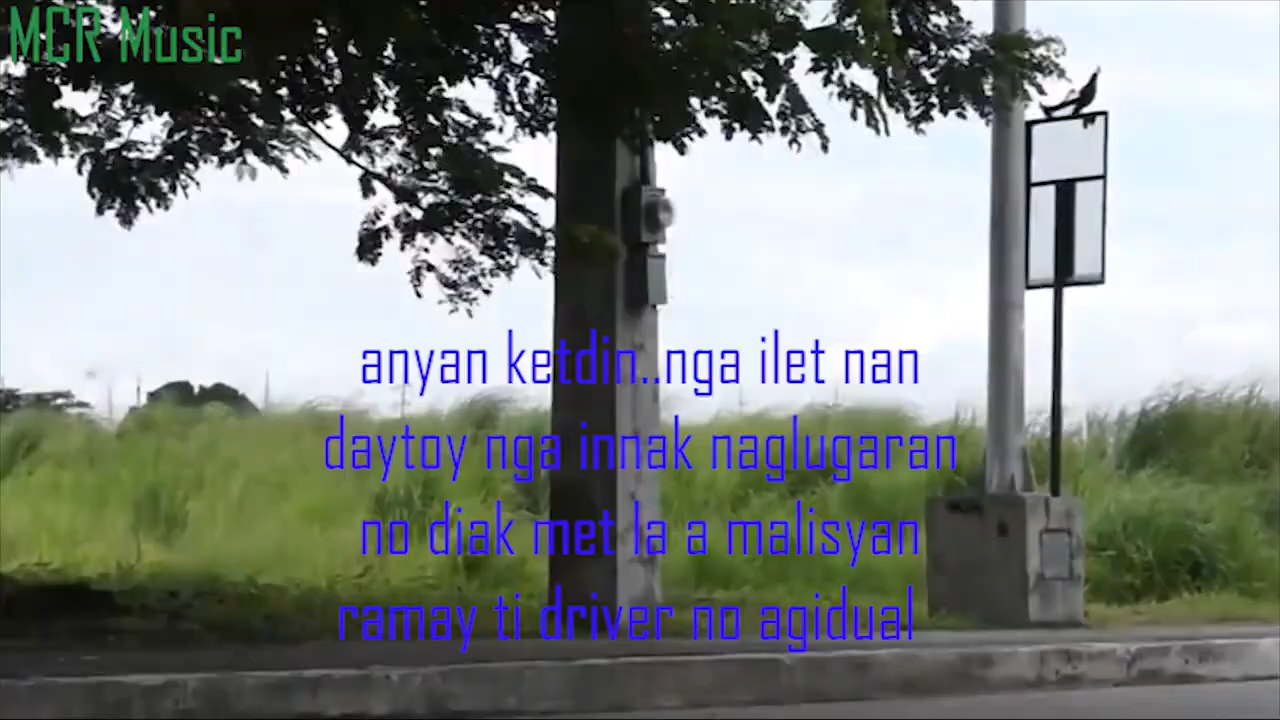 MCR Music
anyan ketdin..nga ilet nan
daytoy nga innak naglugaran
no diak met la a malisyan
ramay ti driver no agidual